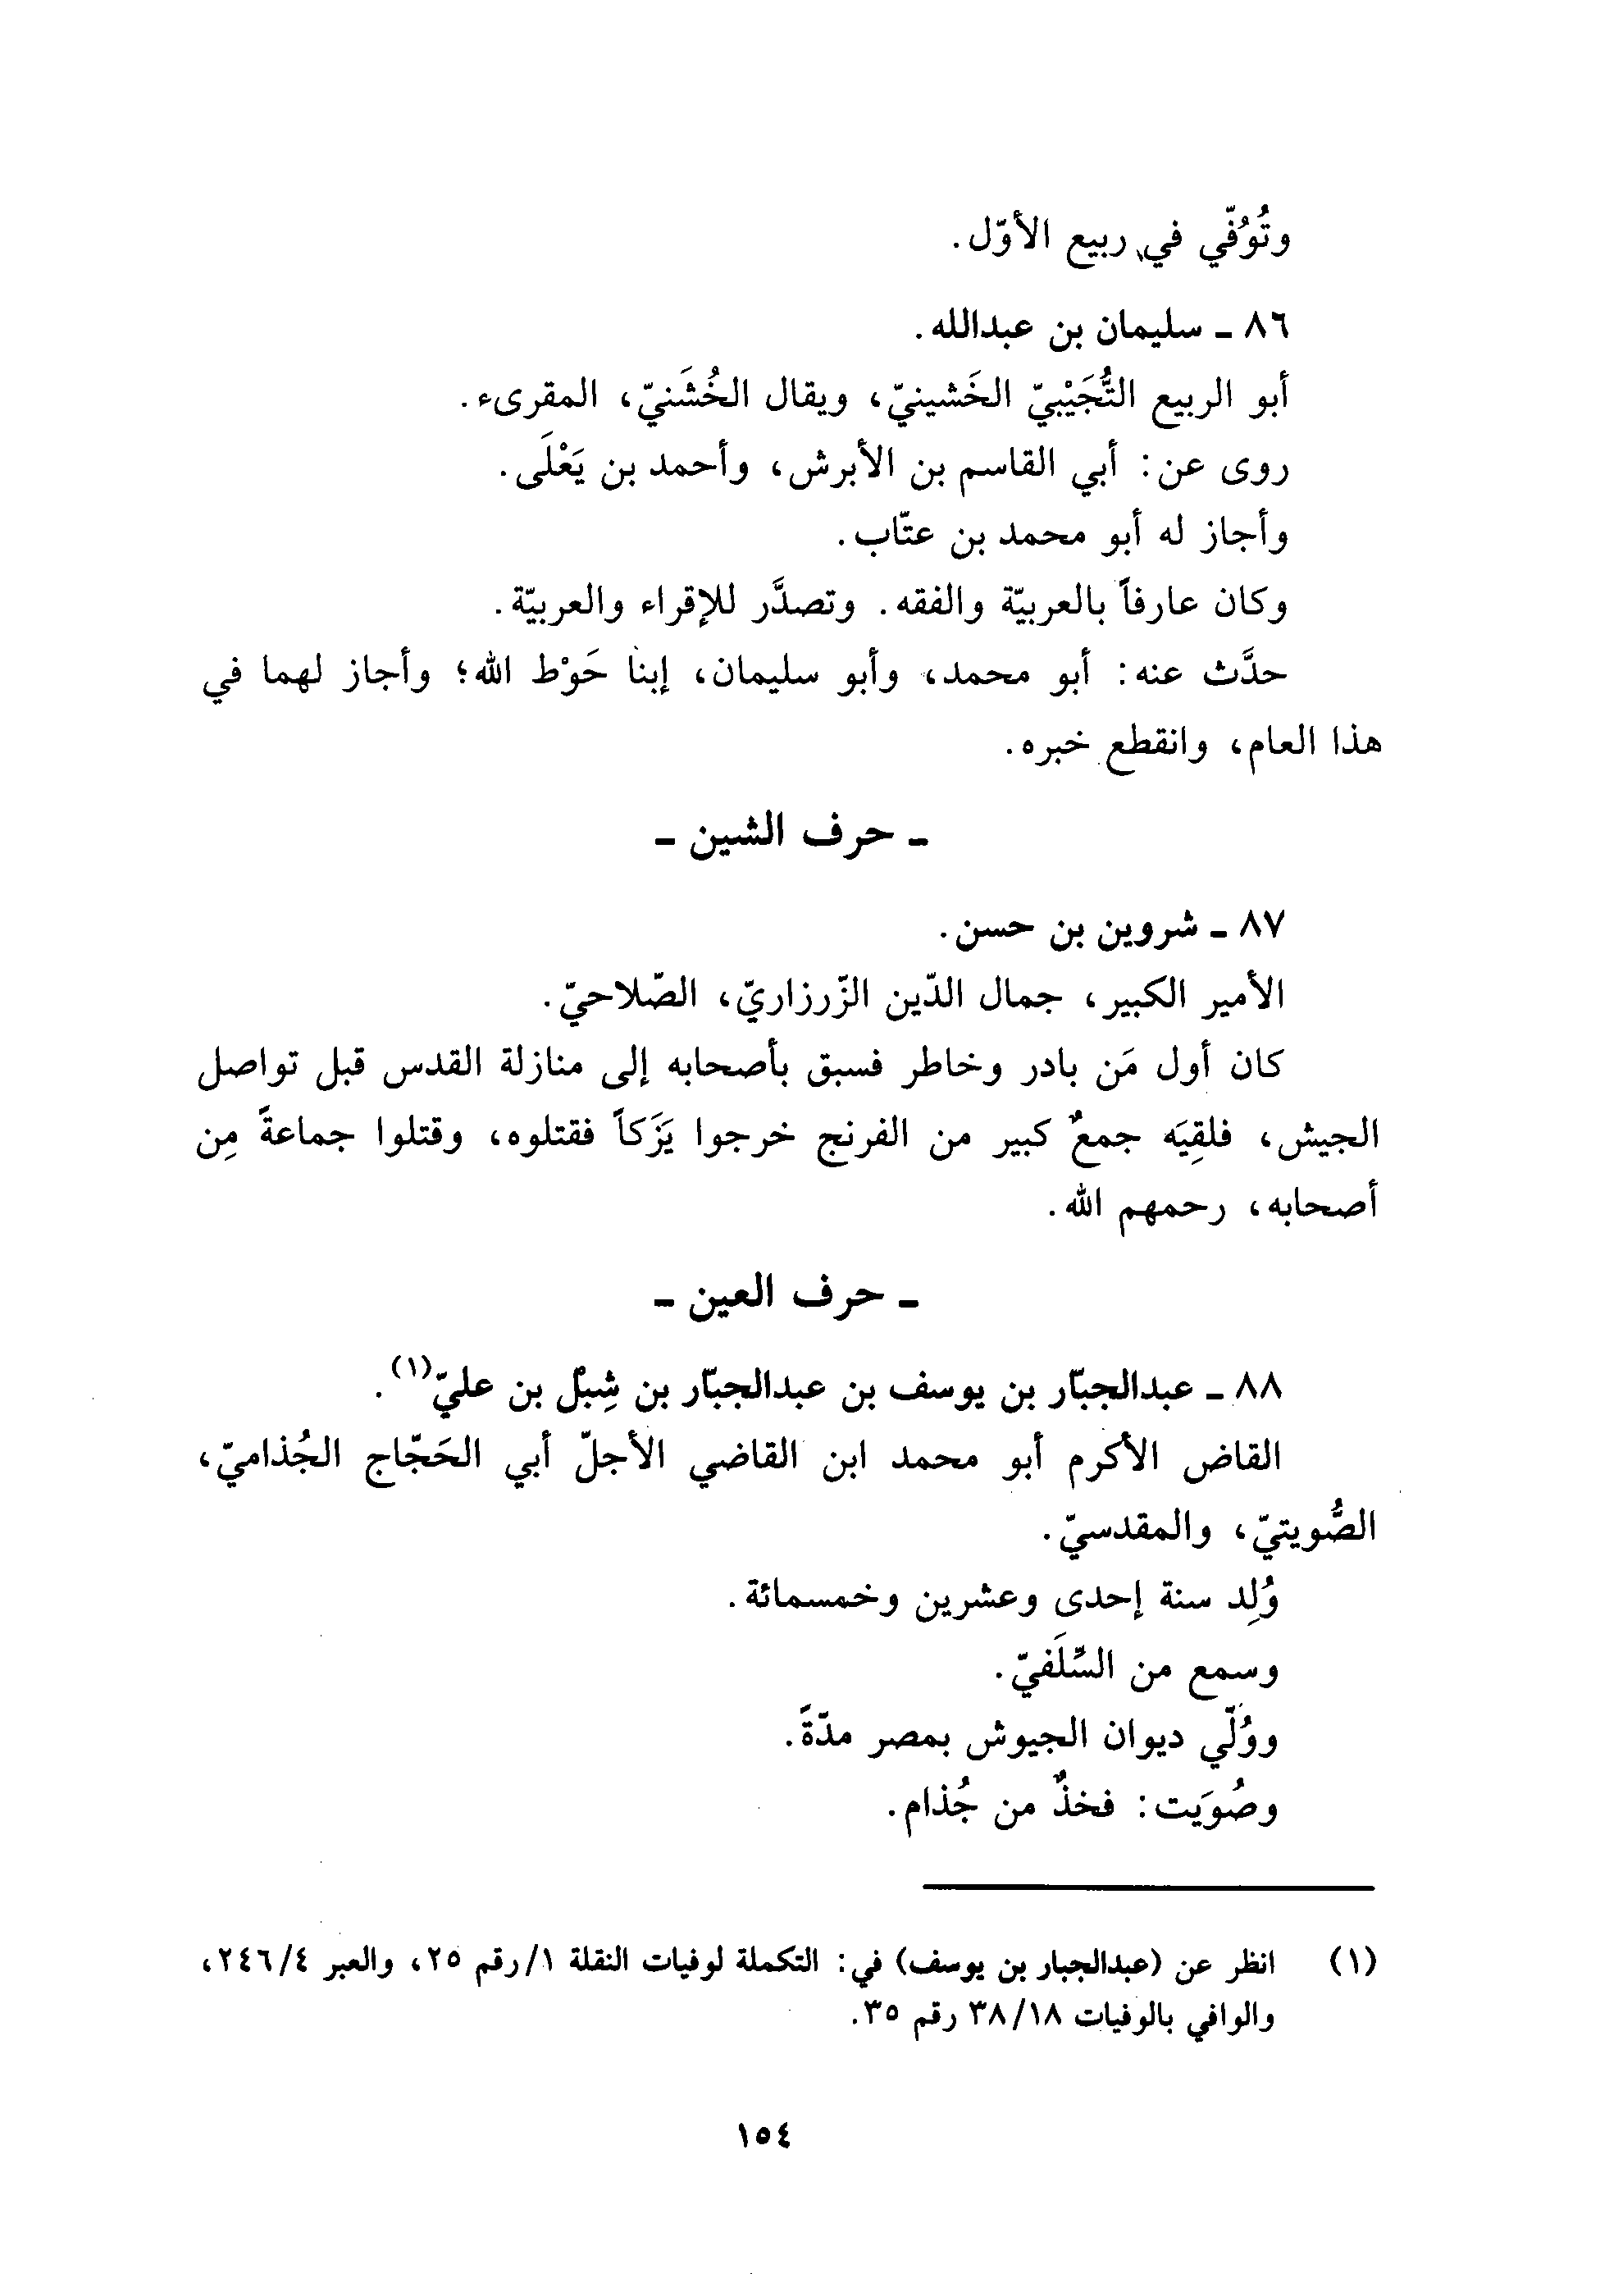 وتُوُفّي في ربيع الأوّل.
٨٦ ـ سليمان بن عبدالله.
أبو الربيع التُّجَيْبيّ الخَشينيّ، ويقال الخُشَنيّ، المقرىء.
روى عن: أبي القاسم بن الأبرش، وأحمد بن يَعْلَى.
وأجاز له أبو محمد بن عتّاب.
وكان عارفاً بالعربيّة والفقه. وتصدَّر للإقراء والعربيّة.
حدَّث عنه: أبو محمد، وأبو سليمان، إبنا حَوْط الله؛ وأجاز لهما في
هذا العام، وانقطع خبره.
ـ حرف الشين ـ
٨٧ ـ شروين بن حسن.
الأمير الكبير، جمال الدّين الزّرزاريّ، الصّلاحيّ.
كان أول مَن بادر وخاطر فسبق بأصحابه إلى منازلة القدس قبل تواصل
الجيش، فلقِيَه جمعٌ كبير من الفرنج خرجوا يَزَكاً فقتلوه، وقتلوا جماعةً مِن
أصحابه، رحمهم الله.
ـ حرف العين ـ
٨٨ ـ عبدالجبّار بن يوسف بن عبدالجبّار بن شِبْل بن عليّ(١).
القاض الأكرم أبو محمد ابن القاضي الأجلّ أبي الحَجّاج الجُذاميّ،
الصُّويتيّ، والمقدسيّ.
وُلِد سنة إحدى وعشرين وخمسمائة.
وسمع من السِّلَفيّ.
ووُلّي ديوان الجيوش بمصر مدّةً.
وصُوَيت: فخذٌ من جُذام.
(١) انظر عن (عبدالجبار بن يوسف) في: التكملة لوفيات النقلة ١/رقم ٢٥، والعبر ٢٤٦/٤،
والوافي بالوفيات ٣٨/١٨ رقم ٣٥.
١٥٤